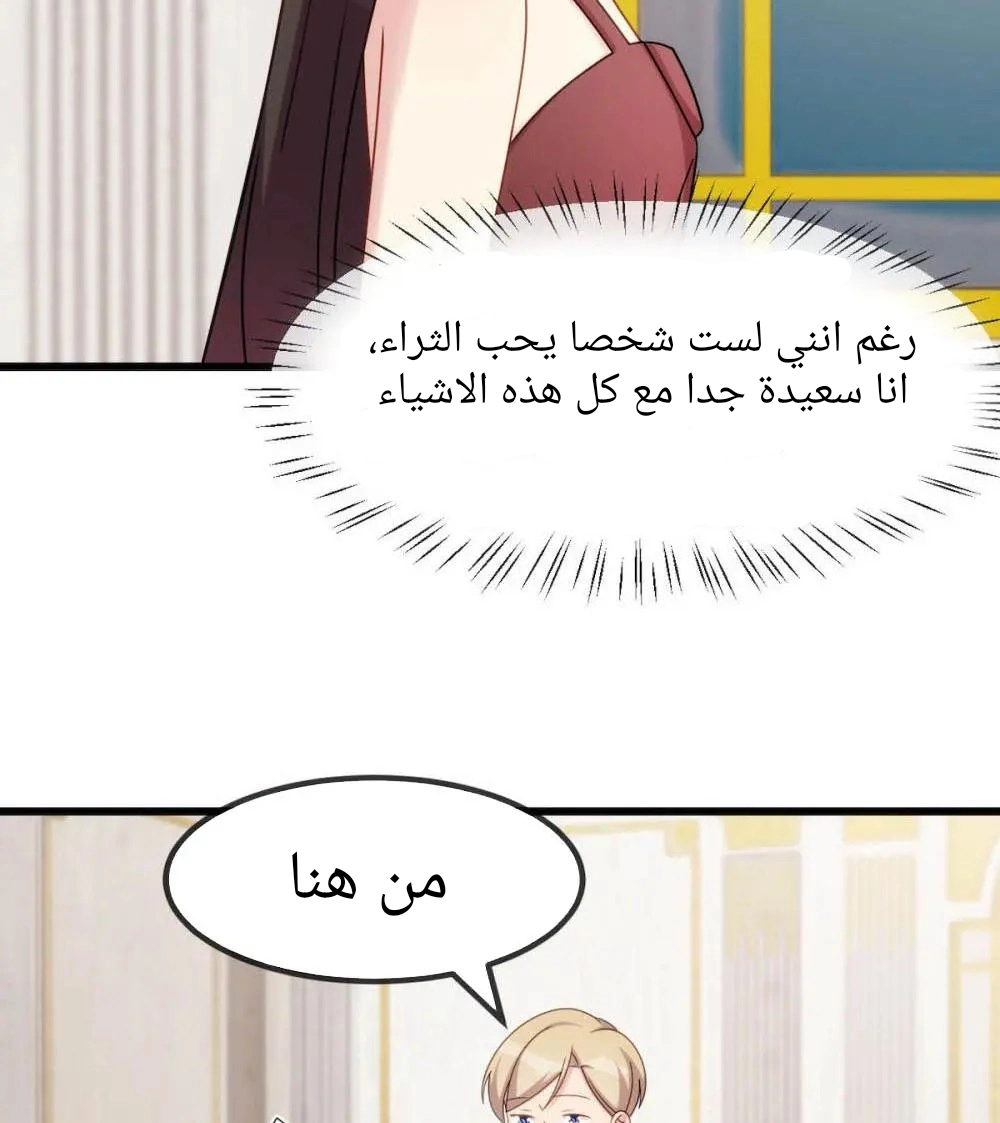 رغم انني لست شخصا يحب الثراء،
انا سعيدة جدا مع كل هذه الاشياء
من هنا